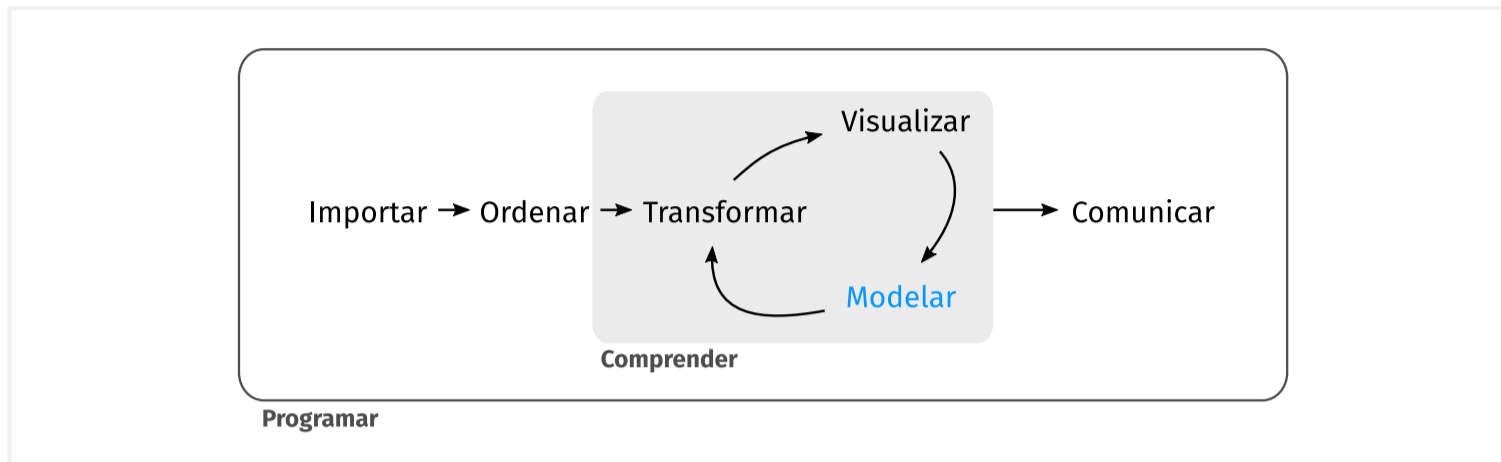 Visualizar
Importar
Ordenar
Transformar
Comunicar
Modelar
Comprender
Programar